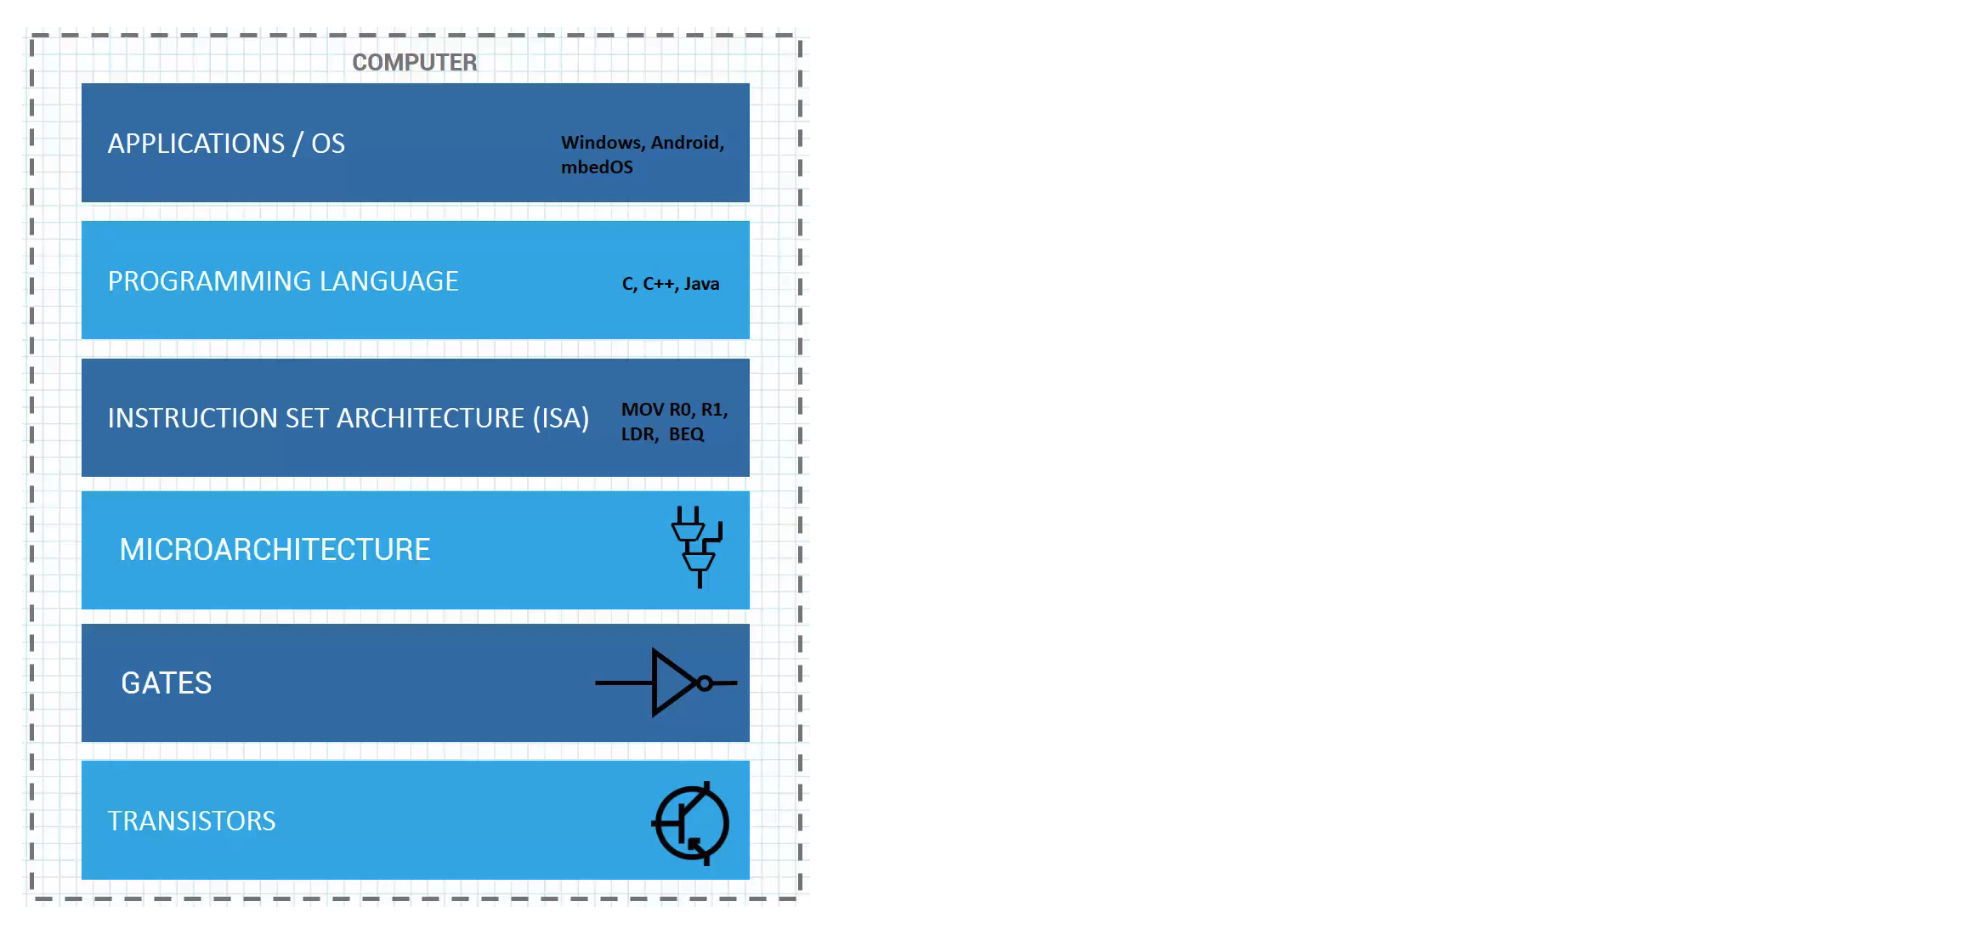 COMPUTER
APPLICATIONS / OS
Windows, Android,
mbedOS
PROGRAMMING LANGUAGE
C, C++, Java
INSTRUCTION SET ARCHITECTURE (ISA)
MOV R0, R1,
LDR, BEQ
MICROARCHITECTURE
GATES
TRANSISTORS